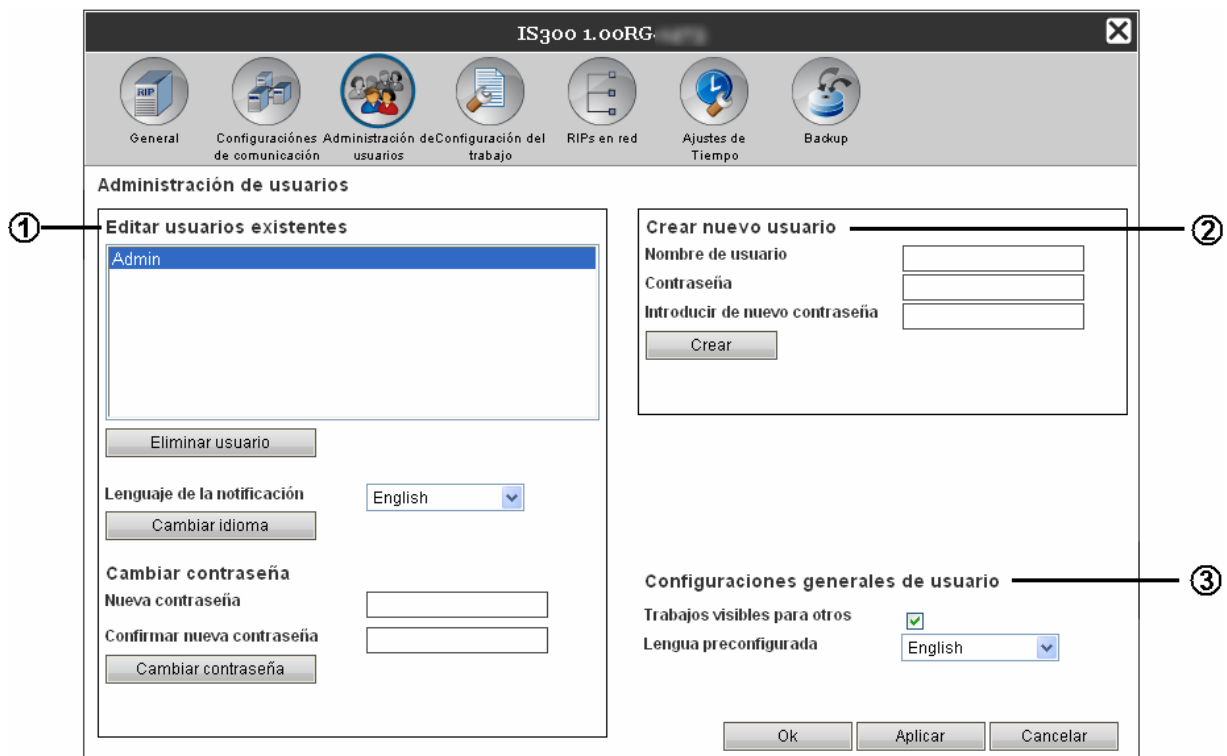 IS300 1.00RG-
General
Configuraciónes de comunicación
Administración de usuarios
Configuración del trabajo
RIPs en red
Ajustes de Tiempo
Backup
RIP
Administración de usuarios
1
Editar usuarios existentes
Admin
Eliminar usuario
Lenguaje de la notificación
English
Cambiar idioma
Cambiar contraseña
Nueva contraseña
Confirmar nueva contraseña
Cambiar contraseña
Crear nuevo usuario
2
Nombre de usuario
Contraseña
Introducir de nuevo contraseña
Crear
Configuraciones generales de usuario
3
Trabajos visibles para otros
Lengua preconfigurada
English
Ok
Aplicar
Cancelar